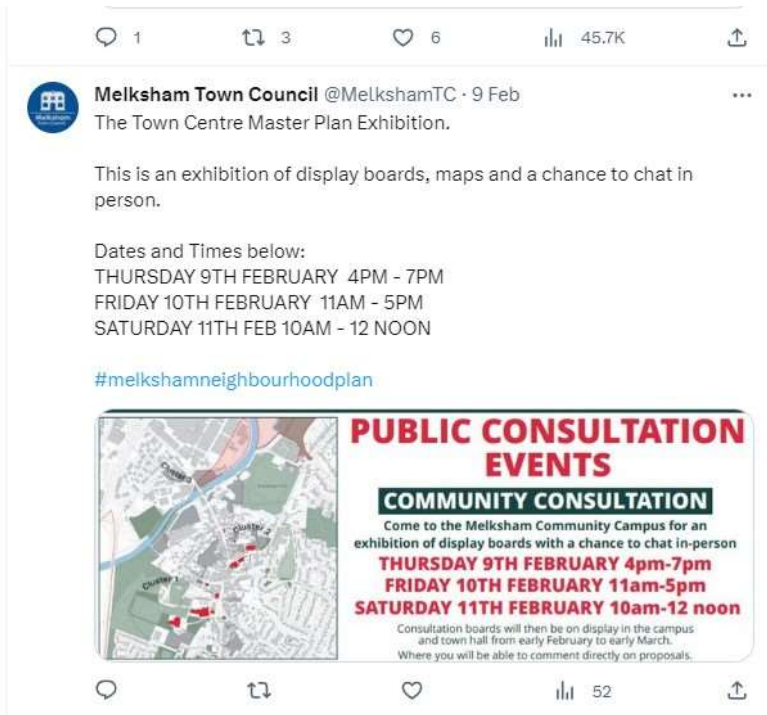 1 3 6 45.7K
Melksham Town Council @MelkshamTC · 9 Feb
The Town Centre Master Plan Exhibition.
This is an exhibition of display boards, maps and a chance to chat in
person.
Dates and Times below:
THURSDAY 9TH FEBRUARY 4PM - 7PM
FRIDAY 10TH FEBRUARY 11AM - 5PM
SATURDAY 11TH FEB 10AM - 12 NOON
#melkshamneighbourhoodplan
PUBLIC CONSULTATION
EVENTS
COMMUNITY CONSULTATION
Come to the Melksham Community Campus for an
exhibition of display boards with a chance to chat in-person
THURSDAY 9TH FEBRUARY 4pm-7pm
FRIDAY 10TH FEBRUARY 11am-5pm
SATURDAY 11TH FEBRUARY 10am-12 noon
Consultation boards will then be on display in the campus
and town hall from early February to early March.
Where you will be able to comment directly on proposals.
Cluster 2
Cluster 1
52